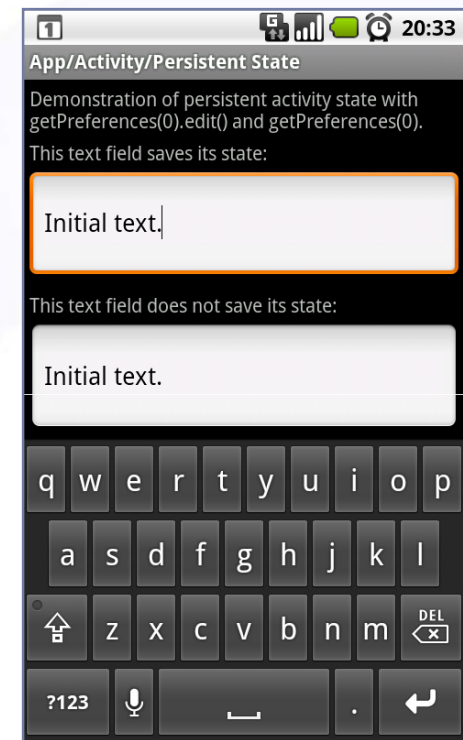 1 G 20:33
App/Activity/Persistent State
Demonstration of persistent activity state with
getPreferences(0).edit() and getPreferences(0).
This text field saves its state:
Initial text.
This text field does not save its state:
Initial text.
q w e r t y u i o p
a s d f g h j k l
z x c v b n m DEL
?123 .